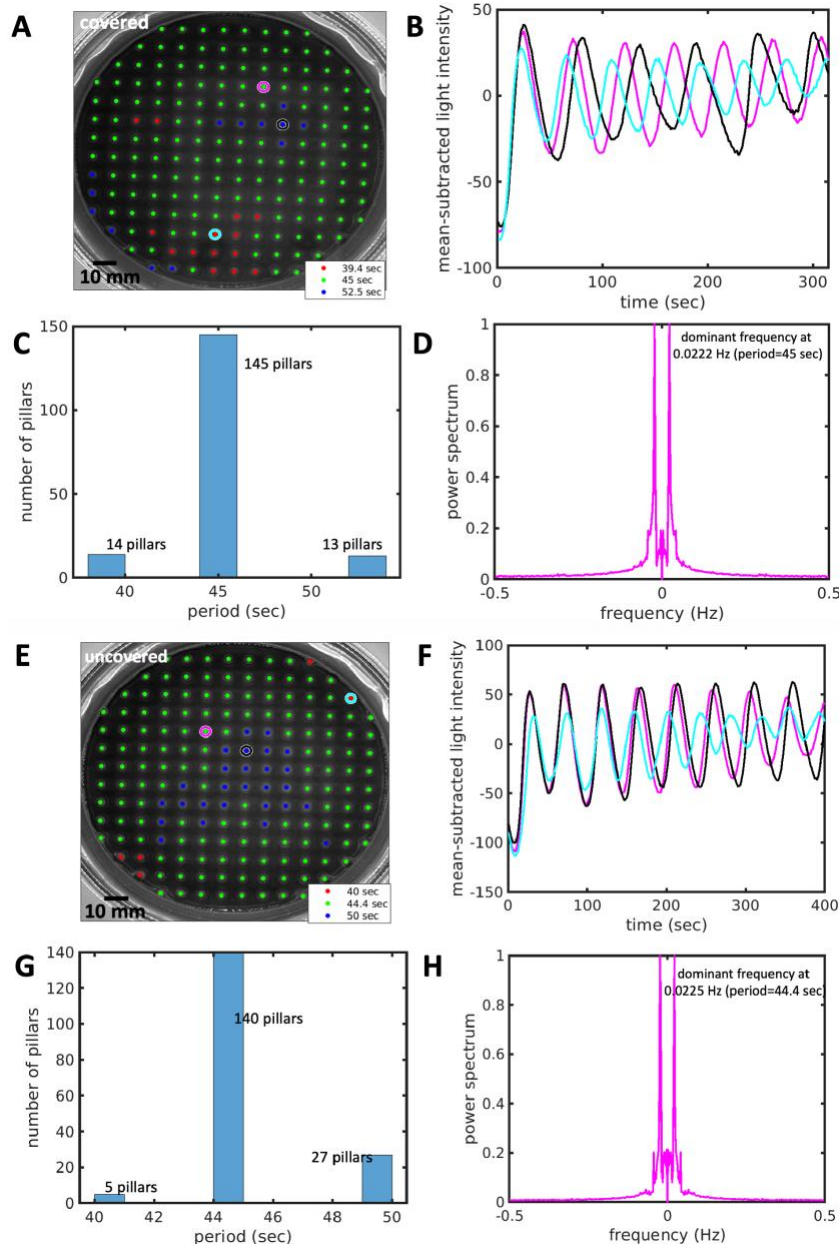 A
covered
10 mm
39.4 sec
45 sec
52.5 sec
B
mean-subtracted light intensity
50
0
-50
-100
0
100
200
300
time (sec)
C
number of pillars
150
100
50
0
14 pillars
145 pillars
13 pillars
40
45
50
period (sec)
D
power spectrum
1
0.8
0.6
0.4
0.2
0
dominant frequency at
0.0222 Hz (period=45 sec)
-0.5
0
0.5
frequency (Hz)
E
uncovered
10 mm
40 sec
44.4 sec
50 sec
F
mean-subtracted light intensity
100
50
0
-50
-100
-150
0
100
200
300
400
time (sec)
G
number of pillars
140
120
100
80
60
40
20
0
5 pillars
140 pillars
27 pillars
40
42
44
46
48
50
period (sec)
H
power spectrum
1
0.8
0.6
0.4
0.2
0
dominant frequency at
0.0225 Hz (period=44.4 sec)
-0.5
0
0.5
frequency (Hz)